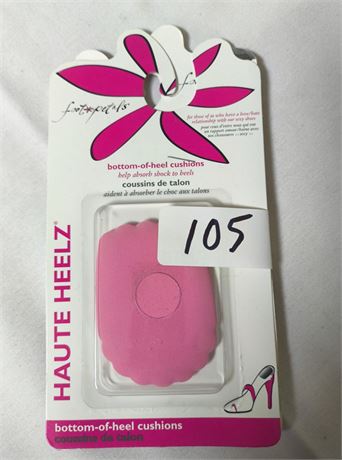 foot petals
for those of us who have a love/hate
relationship with our sexy shoes
bottom-of-heel cushions
help absorb shock to heels
coussins de talon
aident à absorber le choc aux talons
105
HAUTE HEELZ®
bottom-of-heel cushions
coussins de talon